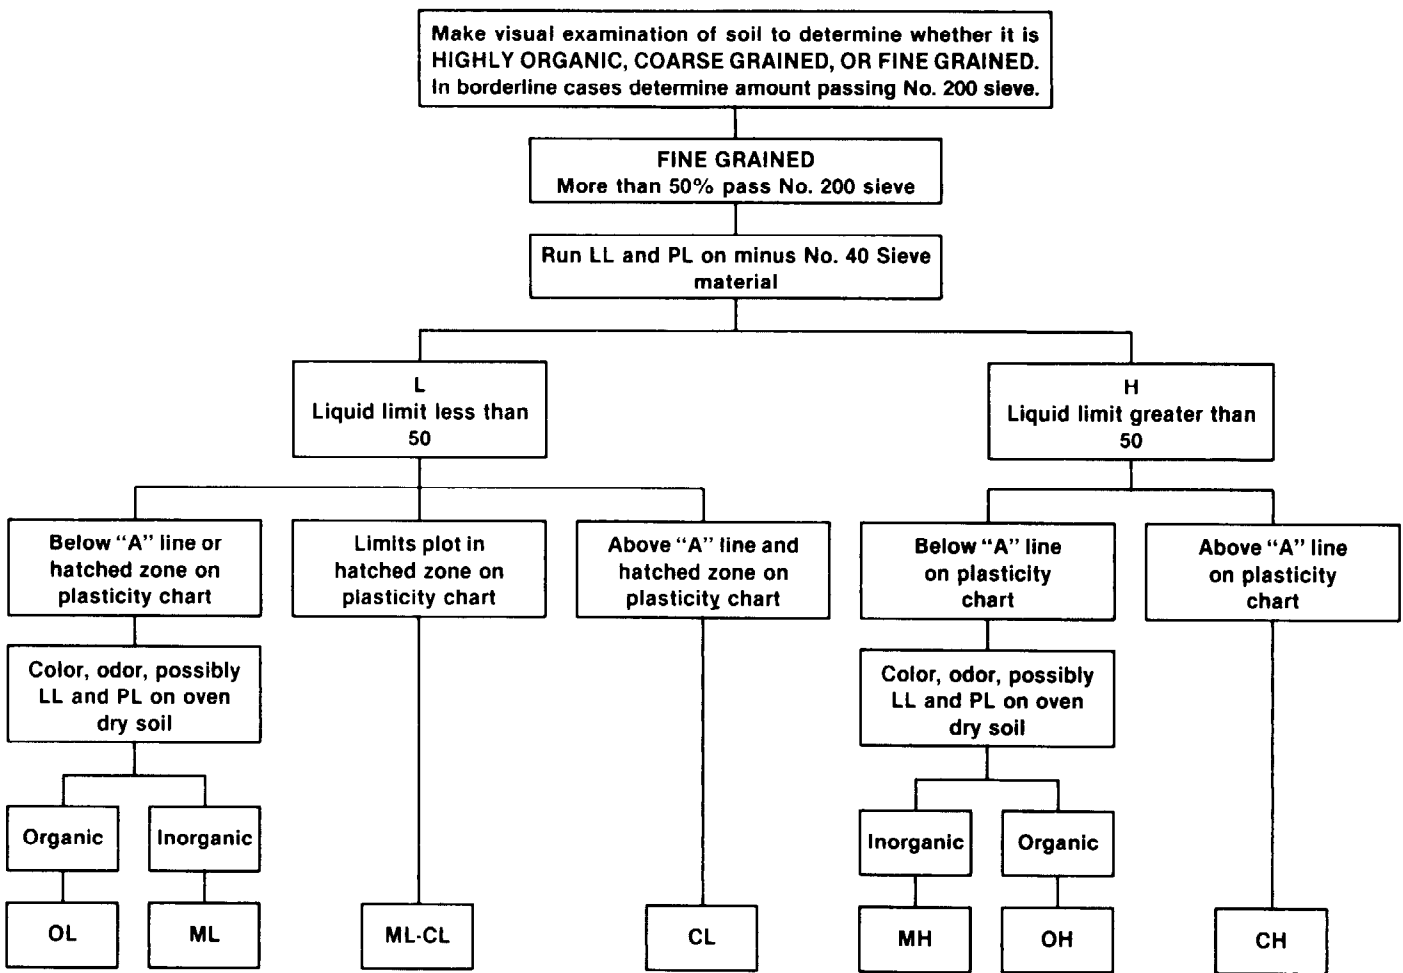 Make visual examination of soil to determine whether it is
HIGHLY ORGANIC, COARSE GRAINED, OR FINE GRAINED.
In borderline cases determine amount passing No. 200 sieve.
FINE GRAINED
More than 50% pass No. 200 sieve
Run LL and PL on minus No. 40 Sieve
material
L
Liquid limit less than
50
H
Liquid limit greater than
50
Below “A” line or
hatched zone on
plasticity chart
Limits plot in
hatched zone on
plasticity chart
Above “A” line and
hatched zone on
plasticity chart
Below “A” line
on plasticity
chart
Above “A” line
on plasticity
chart
Color, odor, possibly
LL and PL on oven
dry soil
Color, odor, possibly
LL and PL on oven
dry soil
Organic
Inorganic
Inorganic
Organic
OL
ML
ML-CL
CL
MH
OH
CH